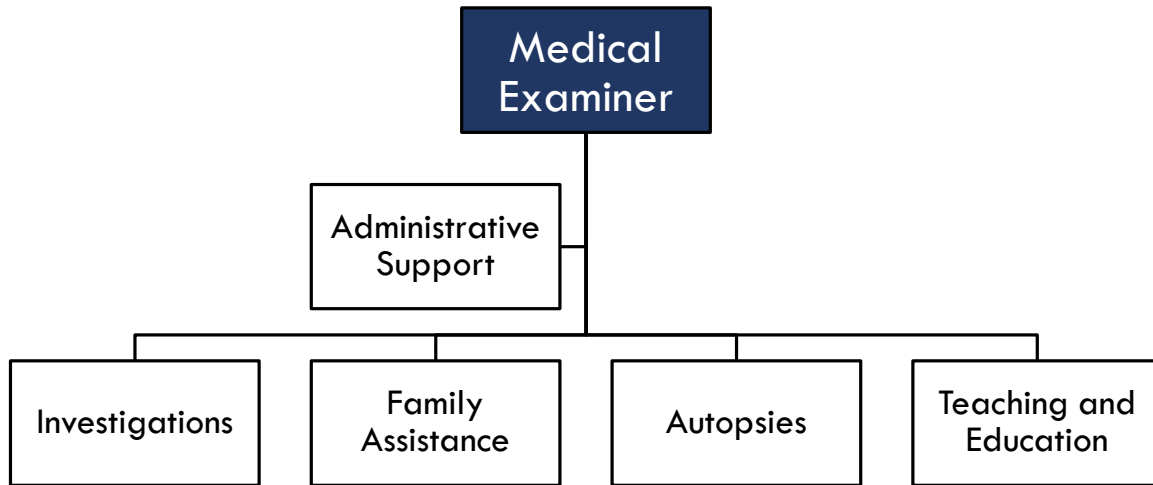 Medical
Examiner
Administrative
Support
Investigations
Family
Assistance
Autopsies
Teaching and
Education